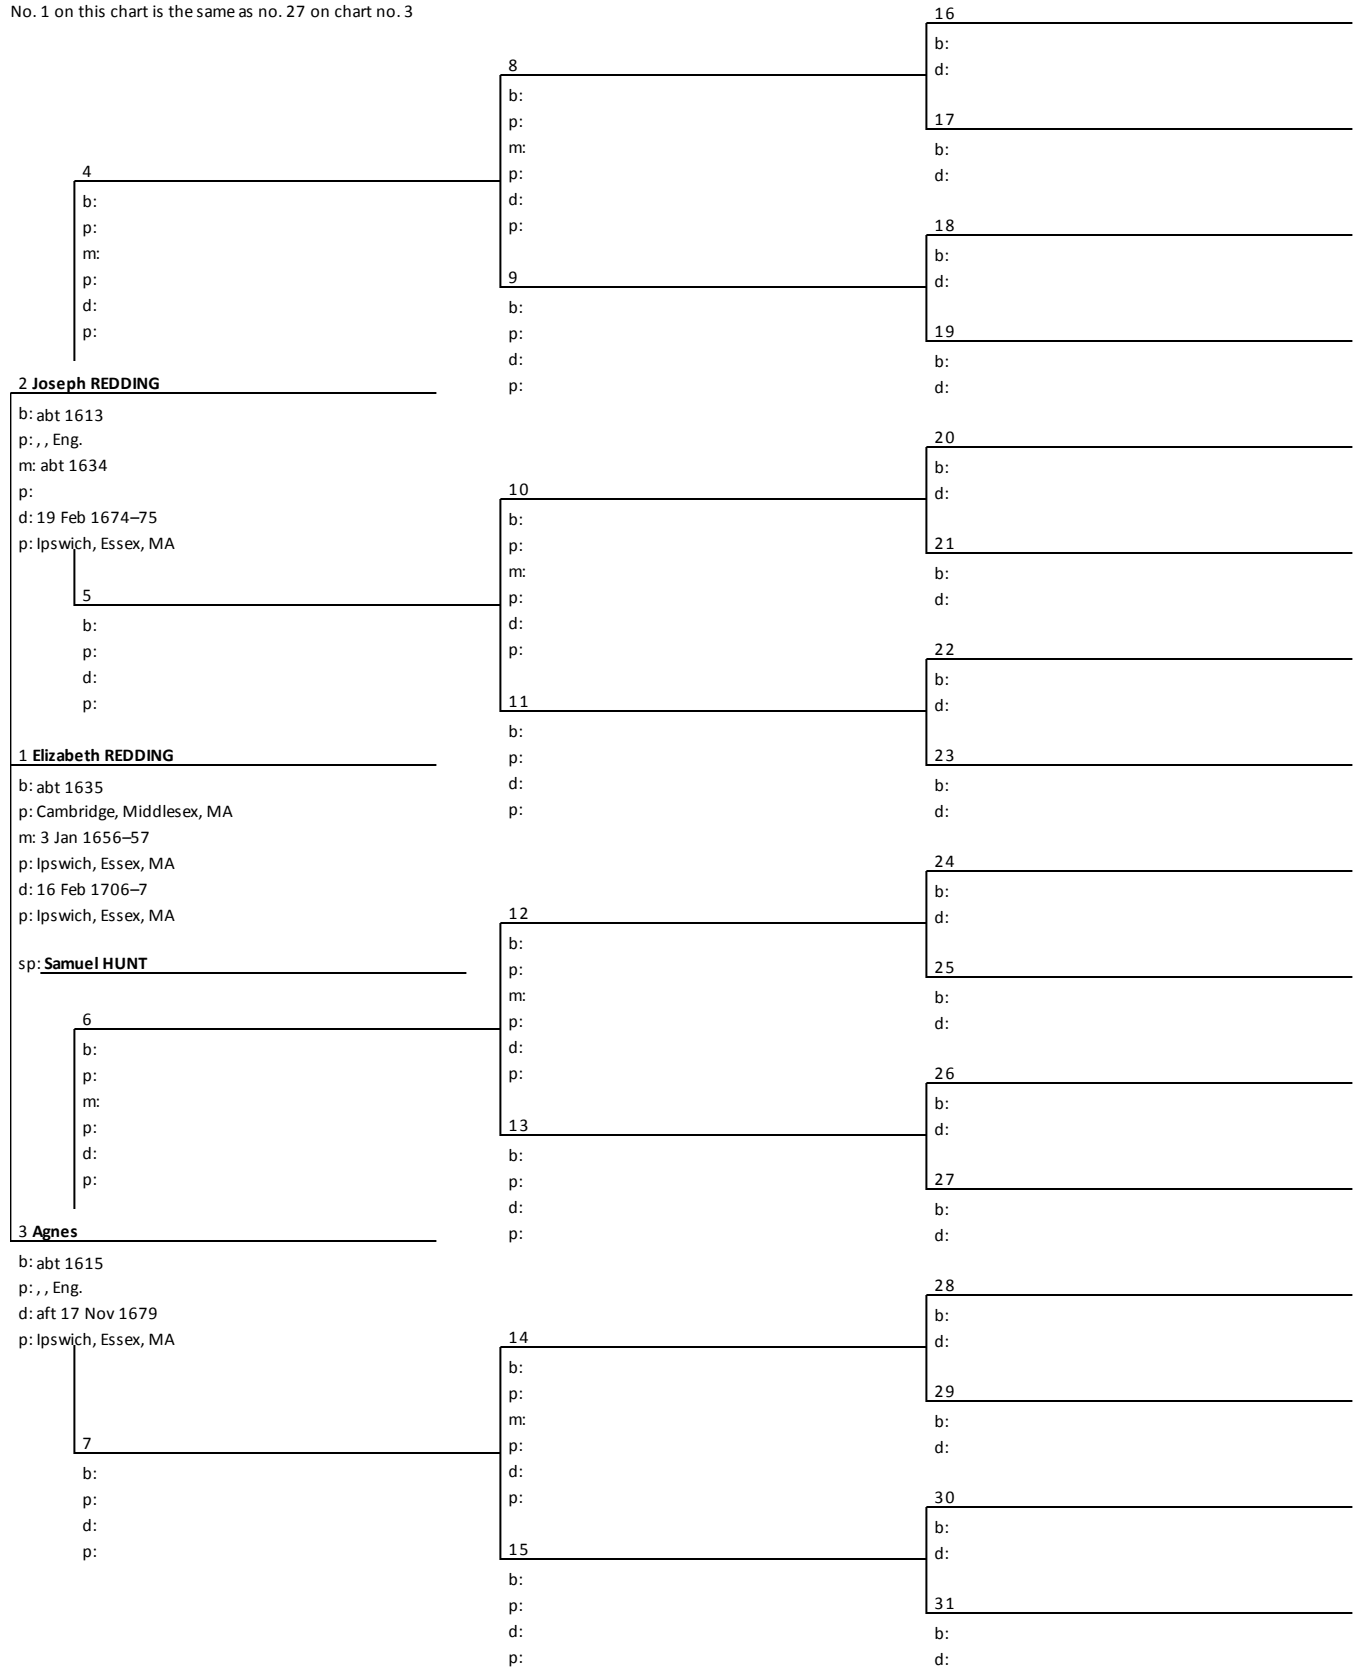 No. 1 on this chart is the same as no. 27 on chart no. 3
16
b:
d:
8
b:
p:
m:
p:
d:
p:
17
b:
d:
4
b:
p:
m:
p:
d:
p:
18
b:
d:
9
b:
p:
d:
p:
19
b:
d:
2 Joseph REDDING
b: abt 1613
p: , , Eng.
m: abt 1634
p:
d: 19 Feb 1674–75
p: Ipswich, Essex, MA
20
b:
d:
10
b:
p:
m:
p:
d:
p:
21
b:
d:
5
b:
p:
d:
p:
22
b:
d:
11
b:
p:
d:
p:
23
b:
d:
1 Elizabeth REDDING
b: abt 1635
p: Cambridge, Middlesex, MA
m: 3 Jan 1656–57
p: Ipswich, Essex, MA
d: 16 Feb 1706–7
p: Ipswich, Essex, MA
sp: Samuel HUNT
24
b:
d:
12
b:
p:
m:
p:
d:
p:
25
b:
d:
6
b:
p:
m:
p:
d:
p:
26
b:
d:
13
b:
p:
d:
p:
27
b:
d:
3 Agnes
b: abt 1615
p: , , Eng.
d: aft 17 Nov 1679
p: Ipswich, Essex, MA
28
b:
d:
14
b:
p:
m:
p:
d:
p:
29
b:
d:
7
b:
p:
d:
p:
30
b:
d:
15
b:
p:
d:
p:
31
b:
d: